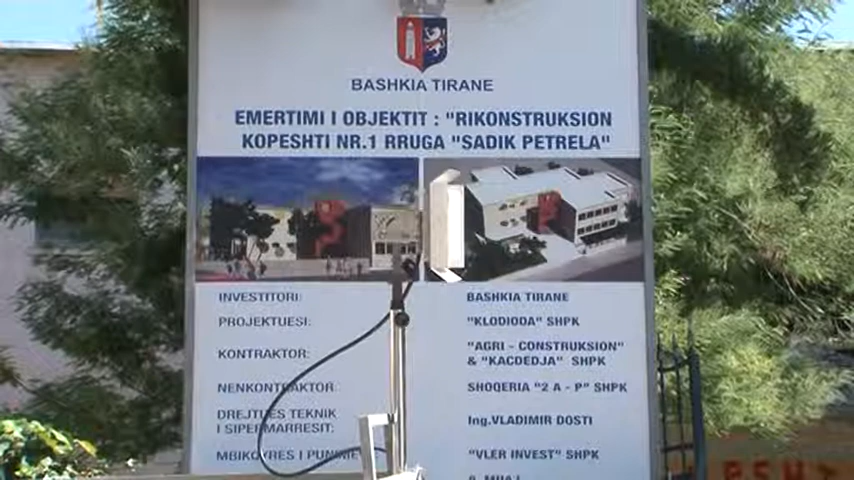 BASHKIA TIRANE
EMERTIMI I OBJEKTIT : "RIKONSTRUKSION
KOPESHTI NR.1 RRUGA "SADIK PETRELA"
INVESTITORI: BASHKIA TIRANE
PROJEKTUESI: "KLODIODA" SHPK
KONTRAKTOR: "AGRI - CONSTRUKSION"
& "KACDEDJA" SHPK
NENKONTRAKTOR: SHOQERIA "2 A - P" SHPK
DREJTUES TEKNIK
I SIPERMARRESIT: Ing.VLADIMIR DOSTI
MBIKQYRES I "VLER INVEST" SHPK